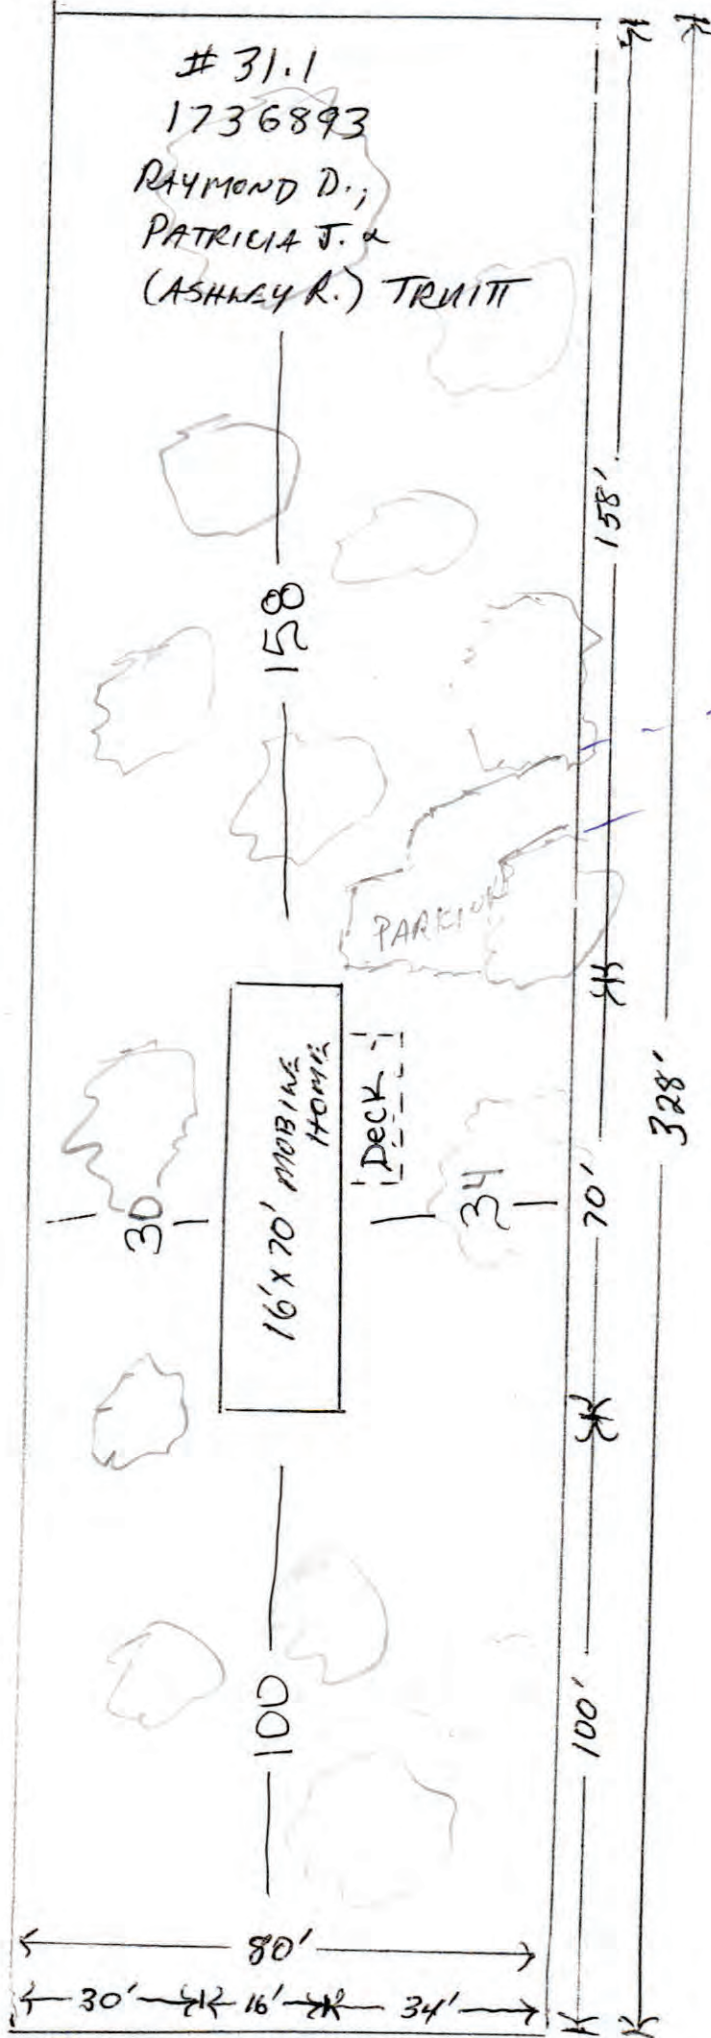 # 31.1
1736893
RAYMOND D.,
PATRICIA J. &
(ASHLEY R.) TRUITT
158
158'
PARKING
16' X 70' MOBILE
HOME
DECK
30
34
70'
328'
100
100'
80'
30' 16' 34'